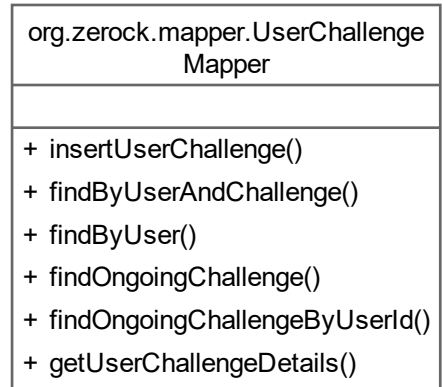 org.zerock.mapper.UserChallenge
Mapper
+ insertUserChallenge()
+ findByUserAndChallenge()
+ findByUser()
+ findOngoingChallenge()
+ findOngoingChallengeByUserId()
+ getUserChallengeDetails()